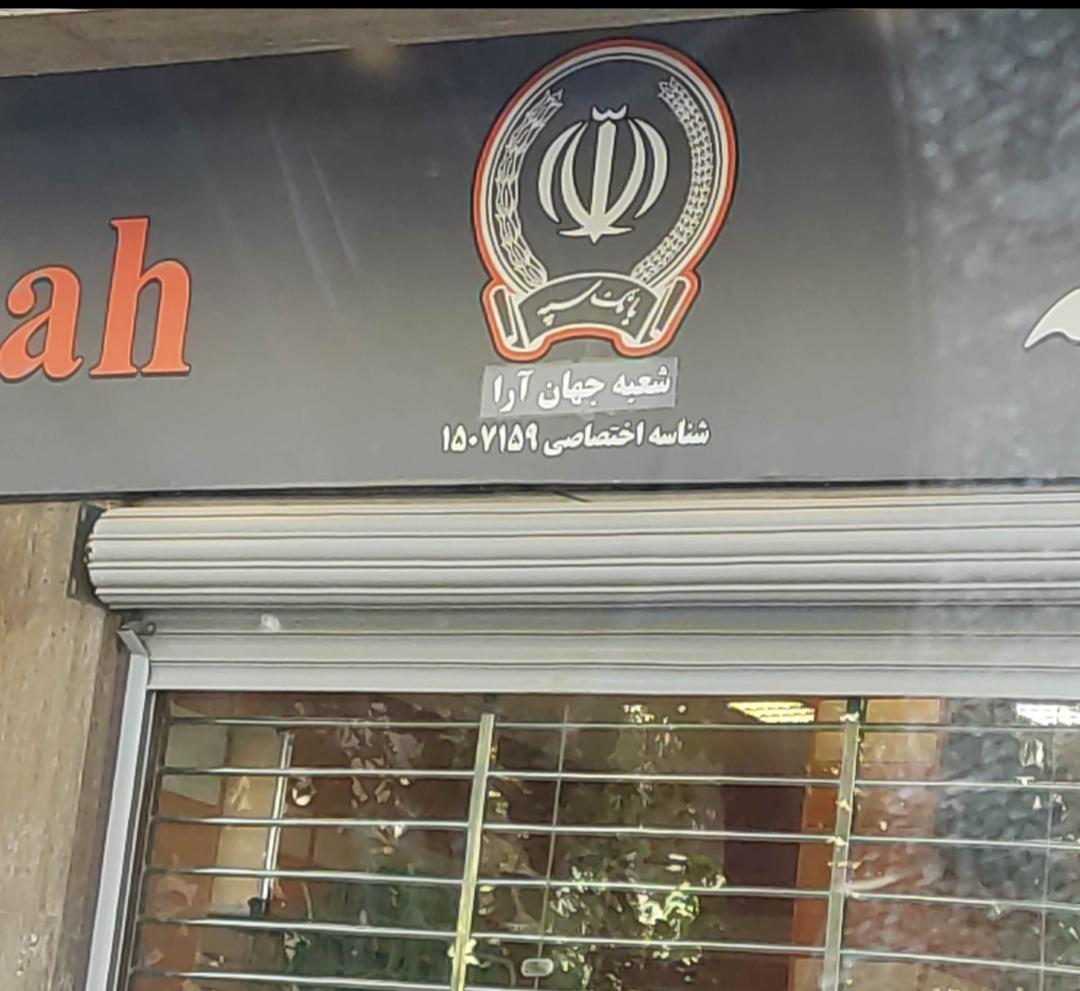 ah
بانک سپه
شعبه جهان آرا
شناسه اختصاصی ۱۵۰۷۱۵۹